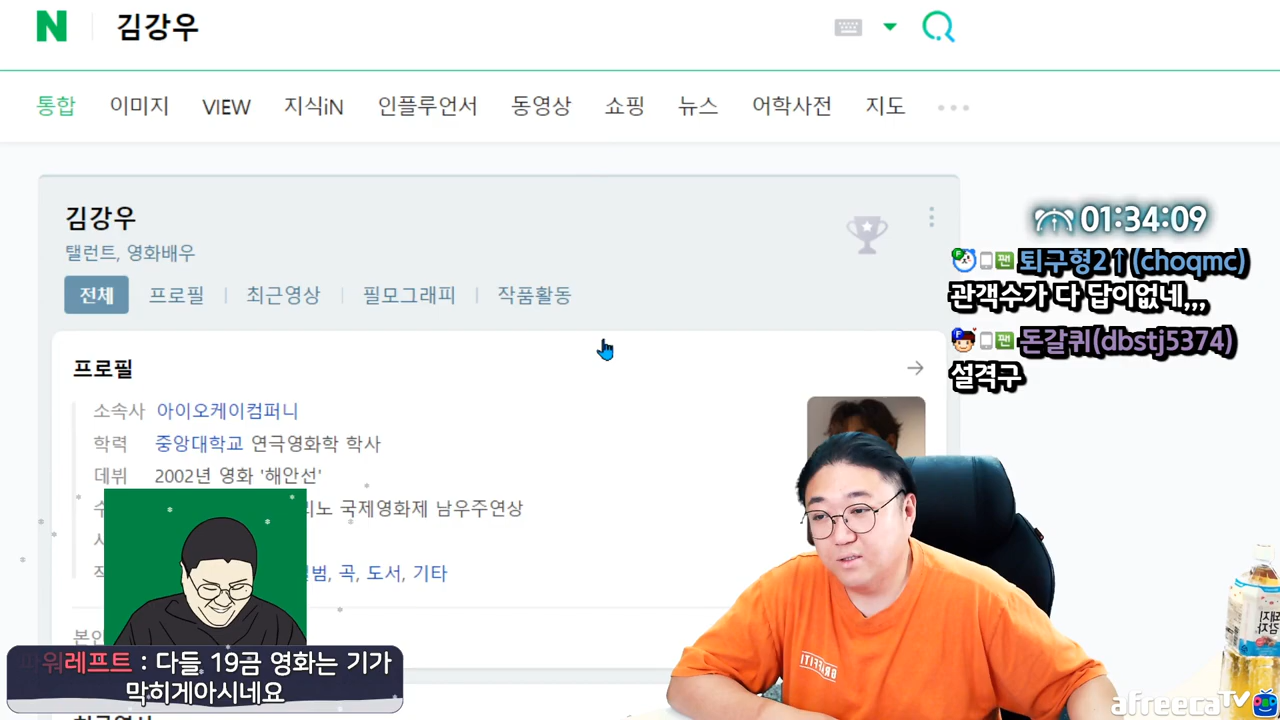 N 김강우
통합 이미지 VIEW 지식iN 인플루언서 동영상 쇼핑 뉴스 어학사전 지도
김강우
탤런트, 영화배우
전체 프로필 최근영상 필모그래피 작품활동
프로필
소속사 아이오케이컴퍼니
학력 중앙대학교 연극영화학 학사
데뷔 2002년 영화 '해안선'
국제영화제 남우주연상
곡, 도서, 기타
본인
01:34:09
팬 퇴구형2↑(choqmc)
관객수가 다 답이없네,,,
팬 돈갈퀴(dbstj5374)
설격구
파워레프트 : 다들 19금 영화는 기가
막히게아시네요
GRAFFITI
afreecaTV